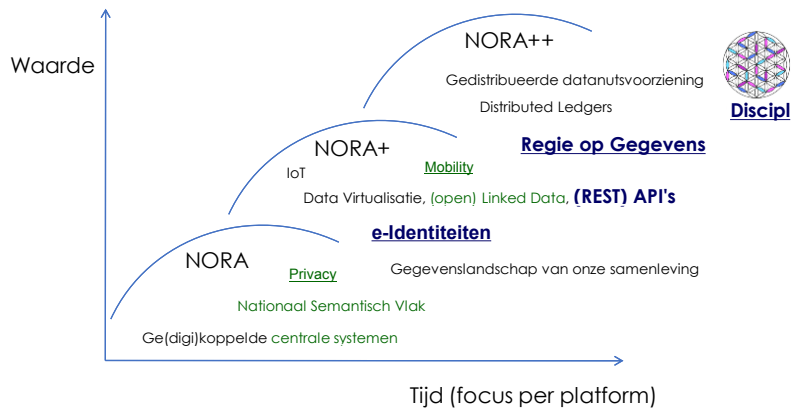 NORA++
Waarde
Gedistribueerde datanutsvoorziening
Distributed Ledgers
Discipl
Regie op Gegevens
NORA+
Mobility
IoT
Data Virtualisatie, (open) Linked Data, (REST) API's
e-Identiteiten
NORA
Privacy
Gegevenslandschap van onze samenleving
Nationaal Semantisch Vlak
Ge(digi)koppelde centrale systemen
Tijd (focus per platform)